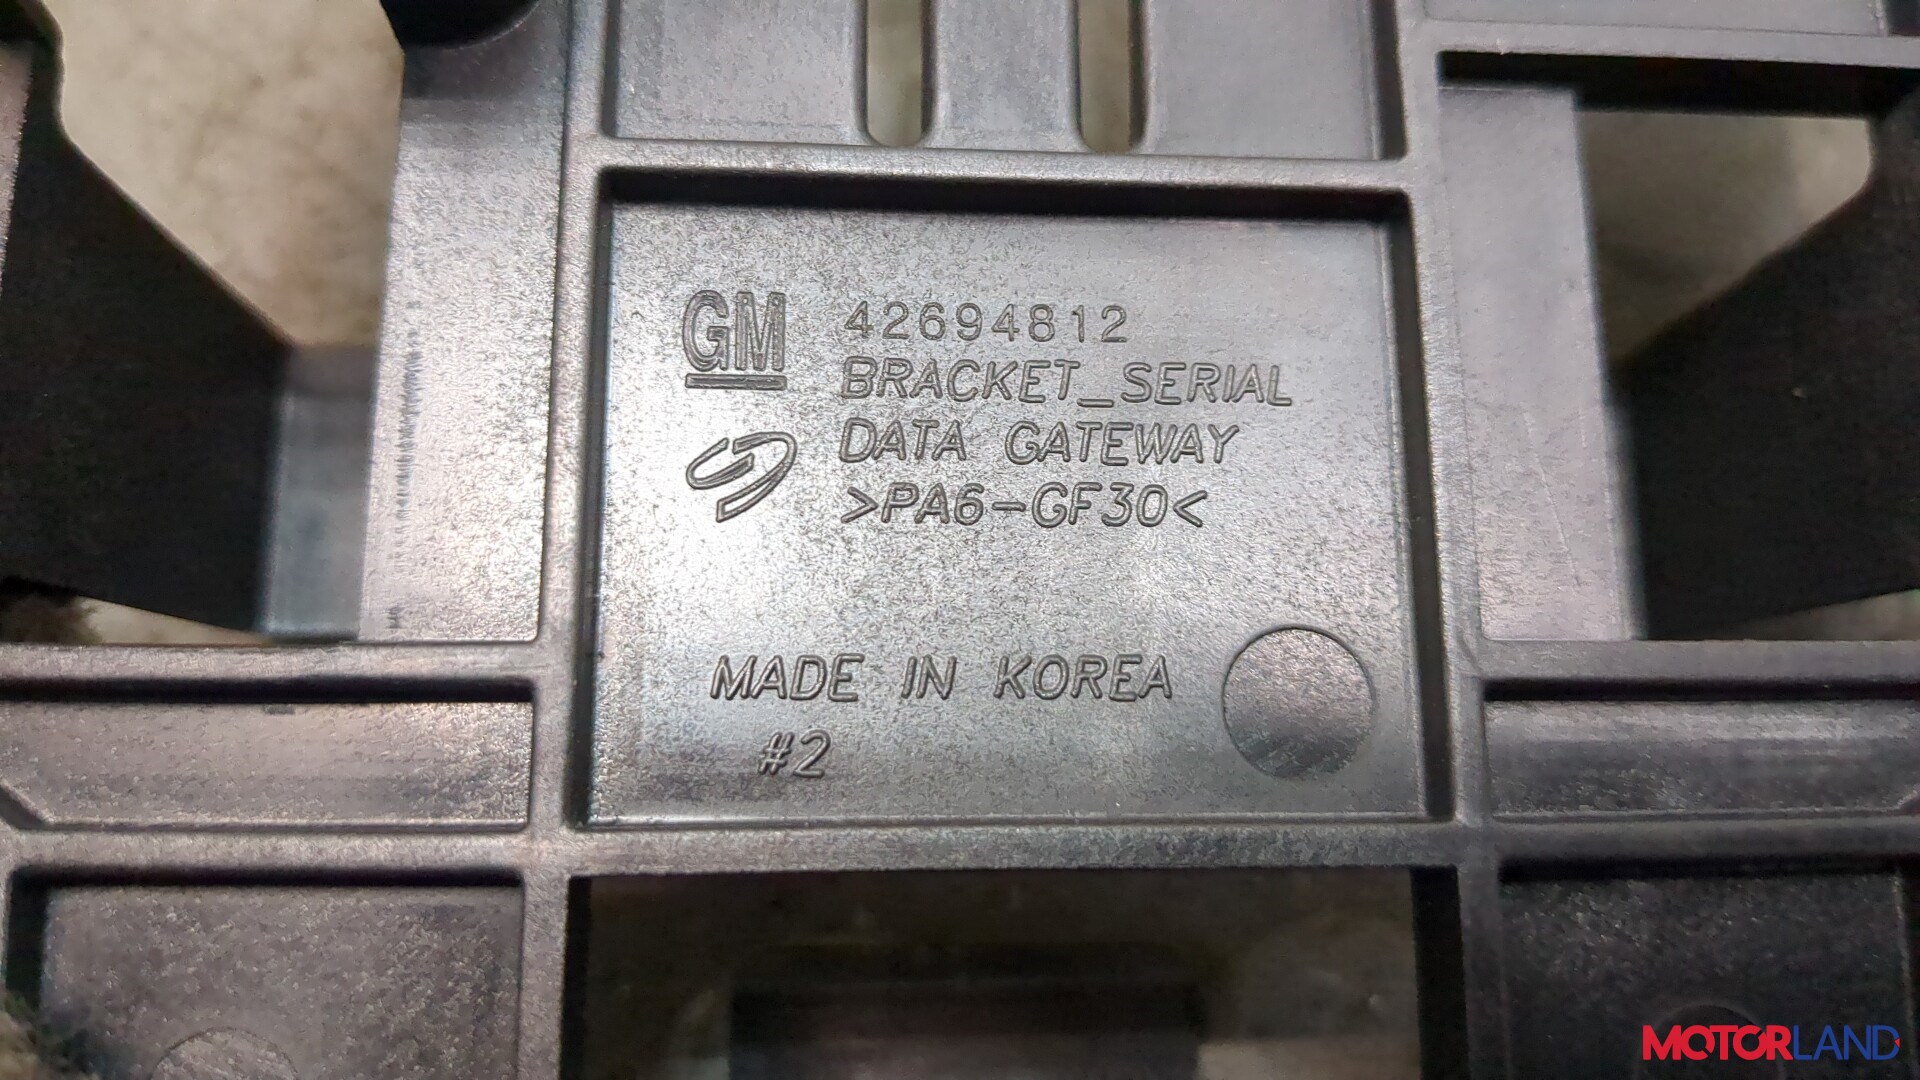 GM 42694812
BRACKET_SERIAL
DATA GATEWAY
>PA6-GF30<
MADE IN KOREA
#2
MOTORLAND